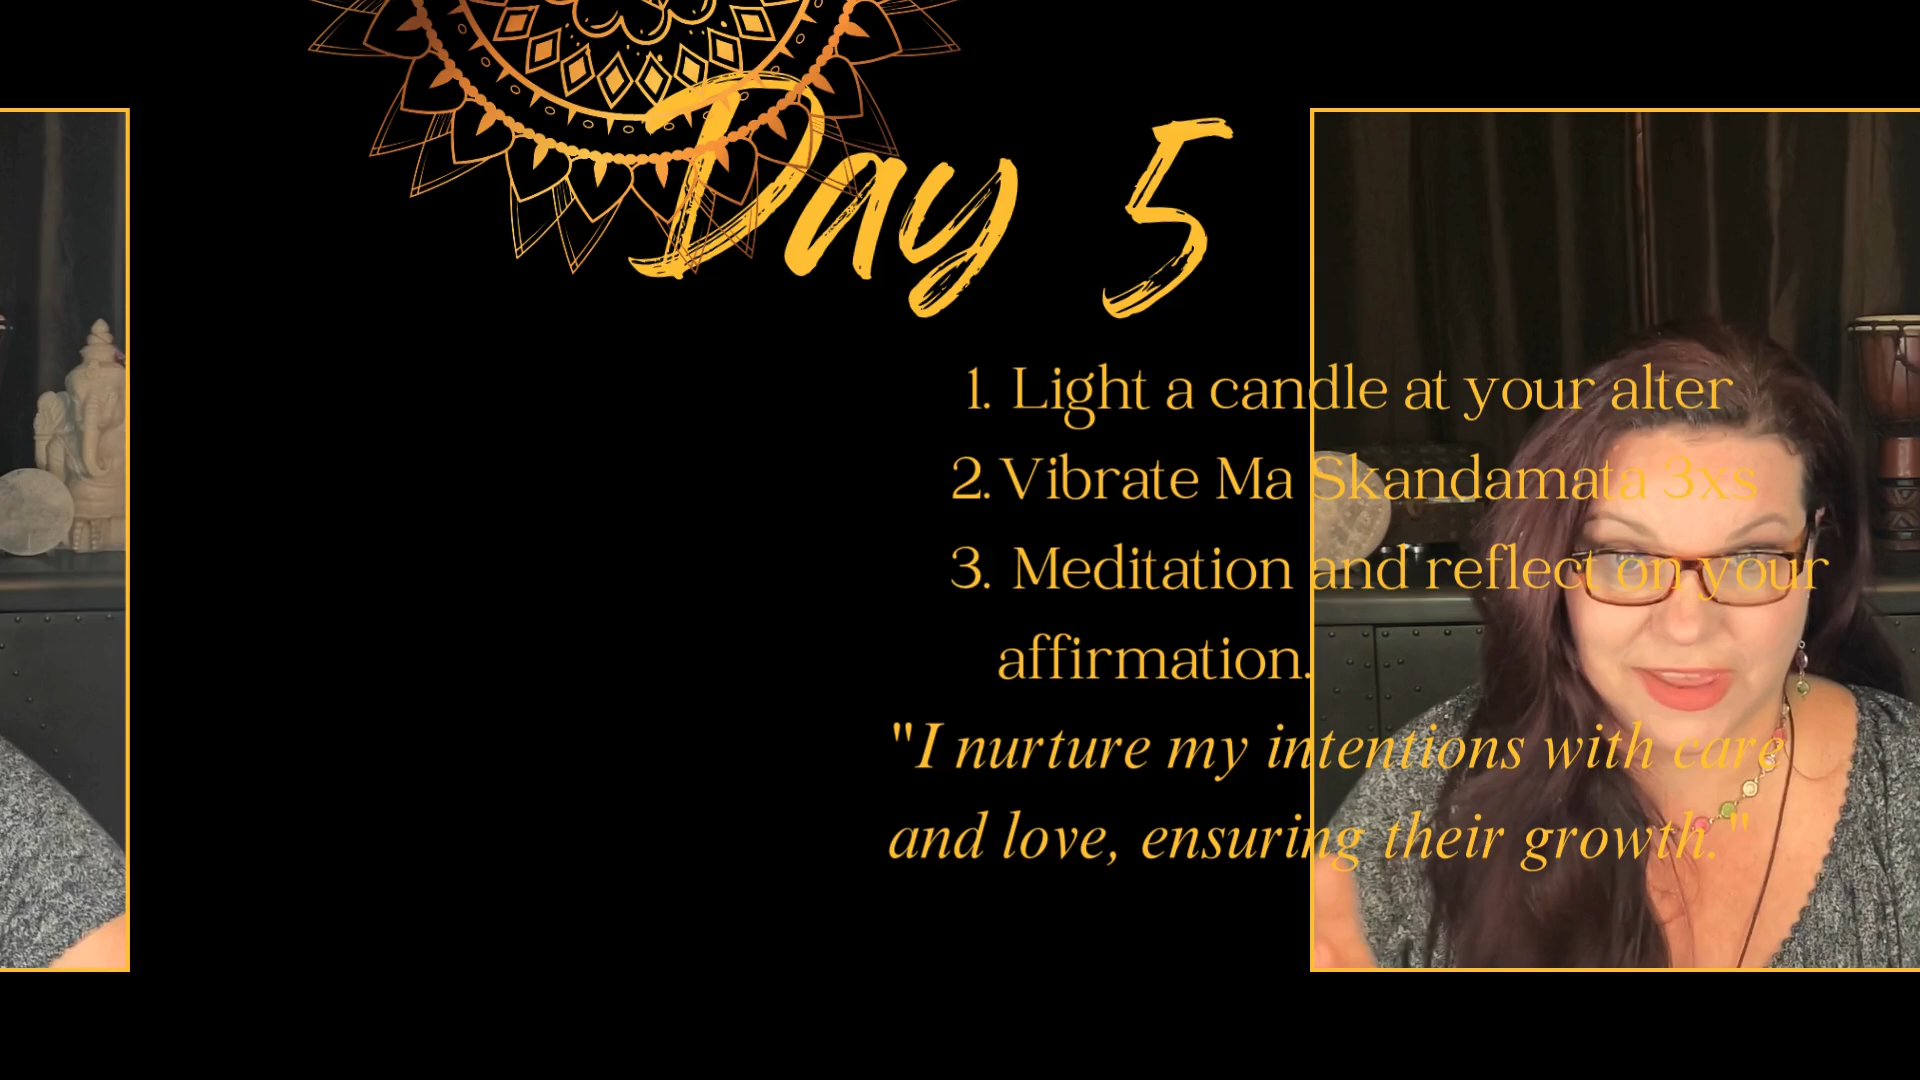 Day 5
1. Light a candle at your alter
2. Vibrate Ma Skandamata 3xs
3. Meditation and reflect on your
affirmation.
"I nurture my intentions with care
and love, ensuring their growth."